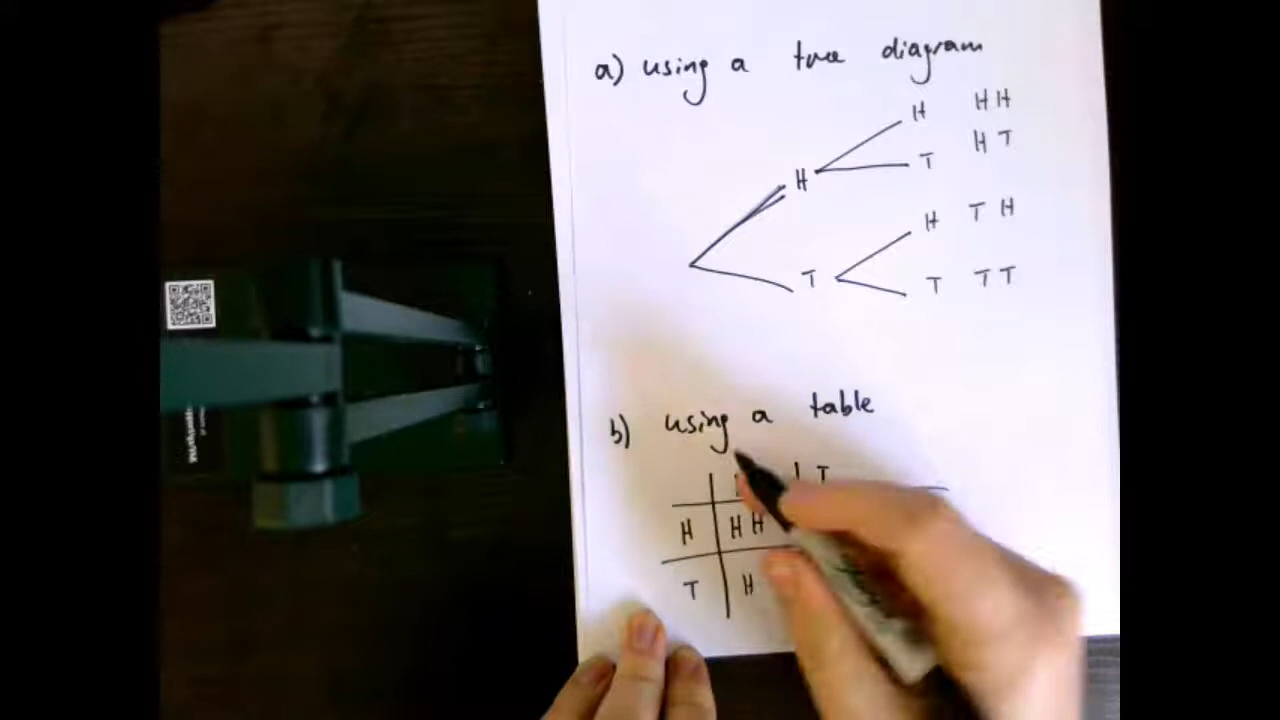 a) using a tree diagram
H HH
T HT
H
H TH
T
T TT
b) using a table
T
H HH
T H